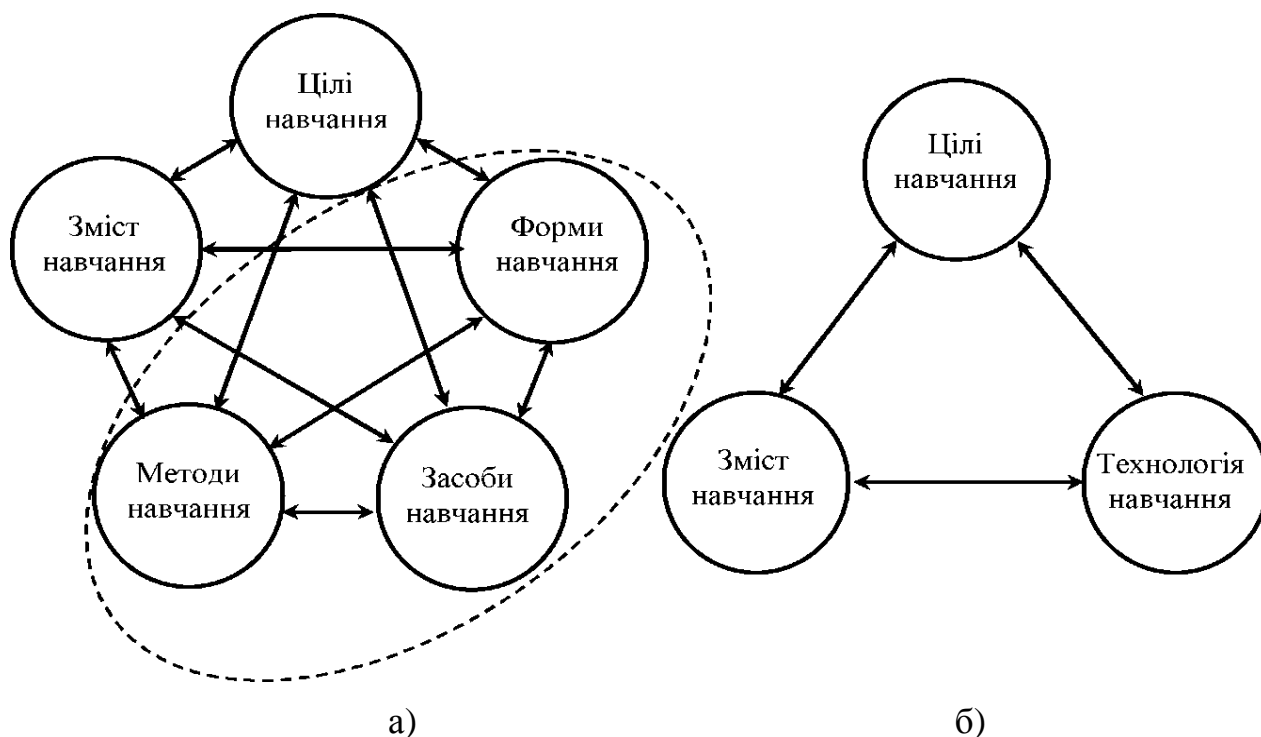 Цілі
навчання
Зміст
навчання
Форми
навчання
Методи
навчання
Засоби
навчання
а)
Цілі
навчання
Зміст
навчання
Технологія
навчання
б)